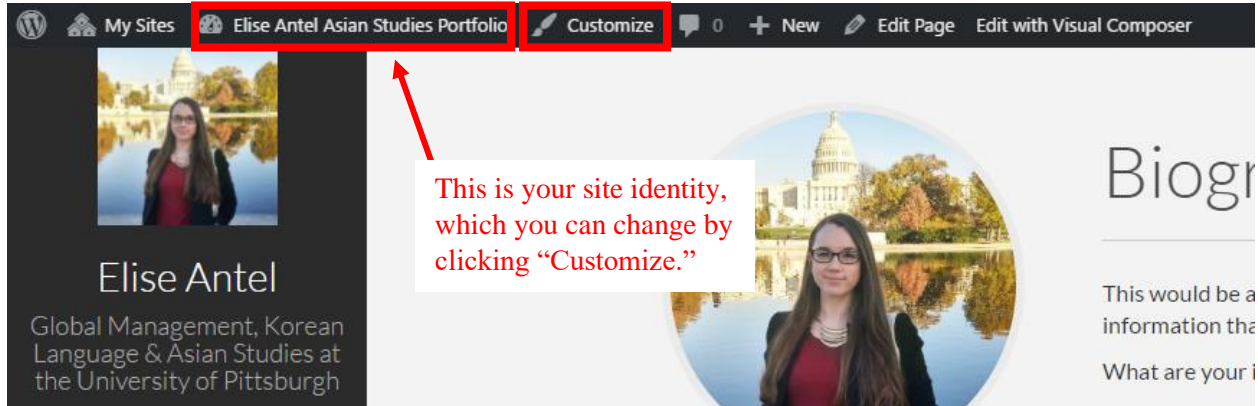 My Sites Elise Antel Asian Studies Portfolio Customize 0 New Edit Page Edit with Visual Composer
This is your site identity,
which you can change by
clicking “Customize.”
Elise Antel
Global Management, Korean
Language & Asian Studies at
the University of Pittsburgh
Biogr
This would be a
information tha
What are your i